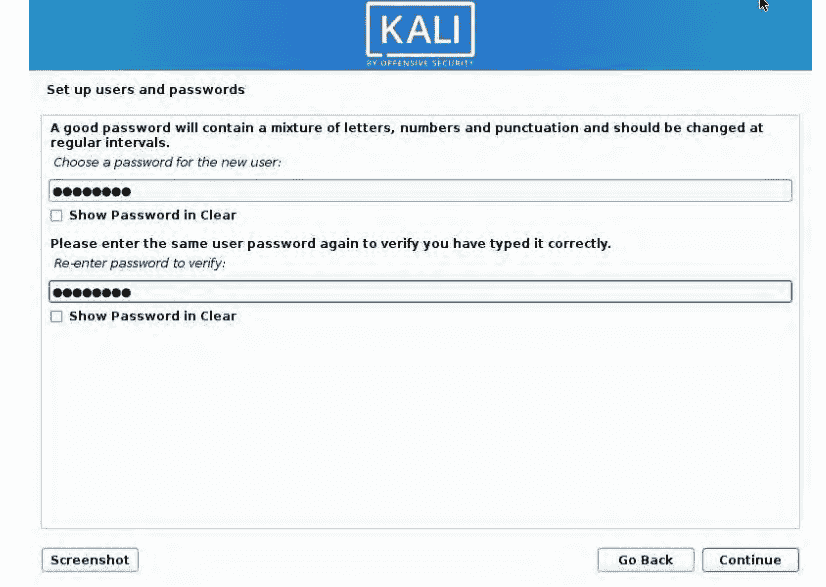 KALI
BY OFFENSIVE SECURITY
Set up users and passwords
A good password will contain a mixture of letters, numbers and punctuation and should be changed at
regular intervals.
Choose a password for the new user:
●●●●●●●●
Show Password in Clear
Please enter the same user password again to verify you have typed it correctly.
Re-enter password to verify:
●●●●●●●●
Show Password in Clear
Screenshot
Go Back
Continue